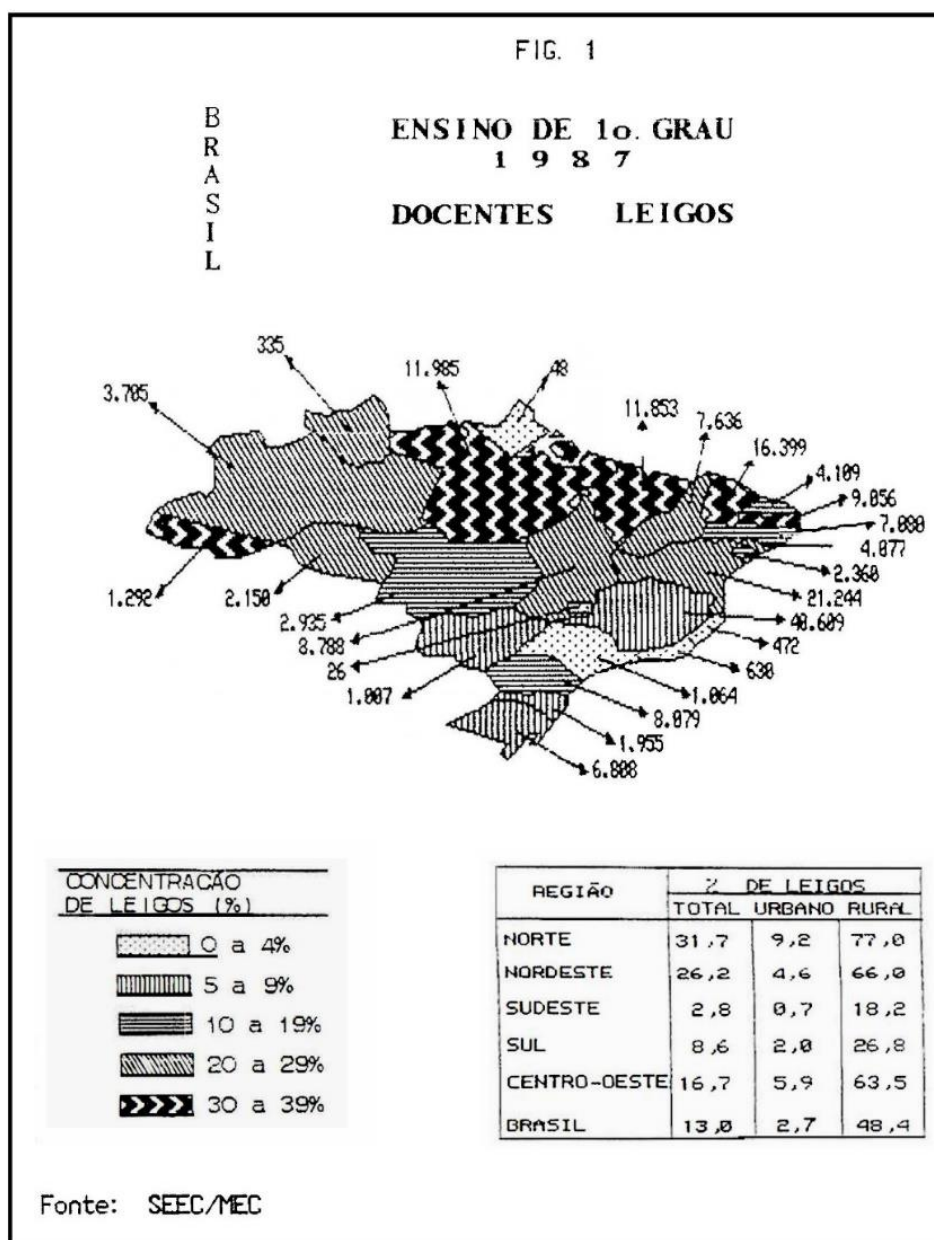 FIG. 1
BRASIL
ENSINO DE 1o. GRAU
1987
DOCENTES LEIGOS
335
11.985
48
3.705
11.853
7.636
16.399
4.109
9.056
7.080
4.077
2.360
21.244
40.609
472
630
1.064
8.079
1.955
6.808
1.007
26
8.788
2.935
2.150
1.292
CONCENTRAÇÃO
DE LEIGOS (%)
0 a 4%
5 a 9%
10 a 19%
20 a 29%
30 a 39%
REGIÃO % DE LEIGOS
TOTAL URBANO RURAL
NORTE 31,7 9,2 77,0
NORDESTE 26,2 4,6 66,0
SUDESTE 2,8 0,7 18,2
SUL 8,6 2,0 26,8
CENTRO-OESTE 16,7 5,9 63,5
BRASIL 13,0 2,7 48,4
Fonte: SEEC/MEC